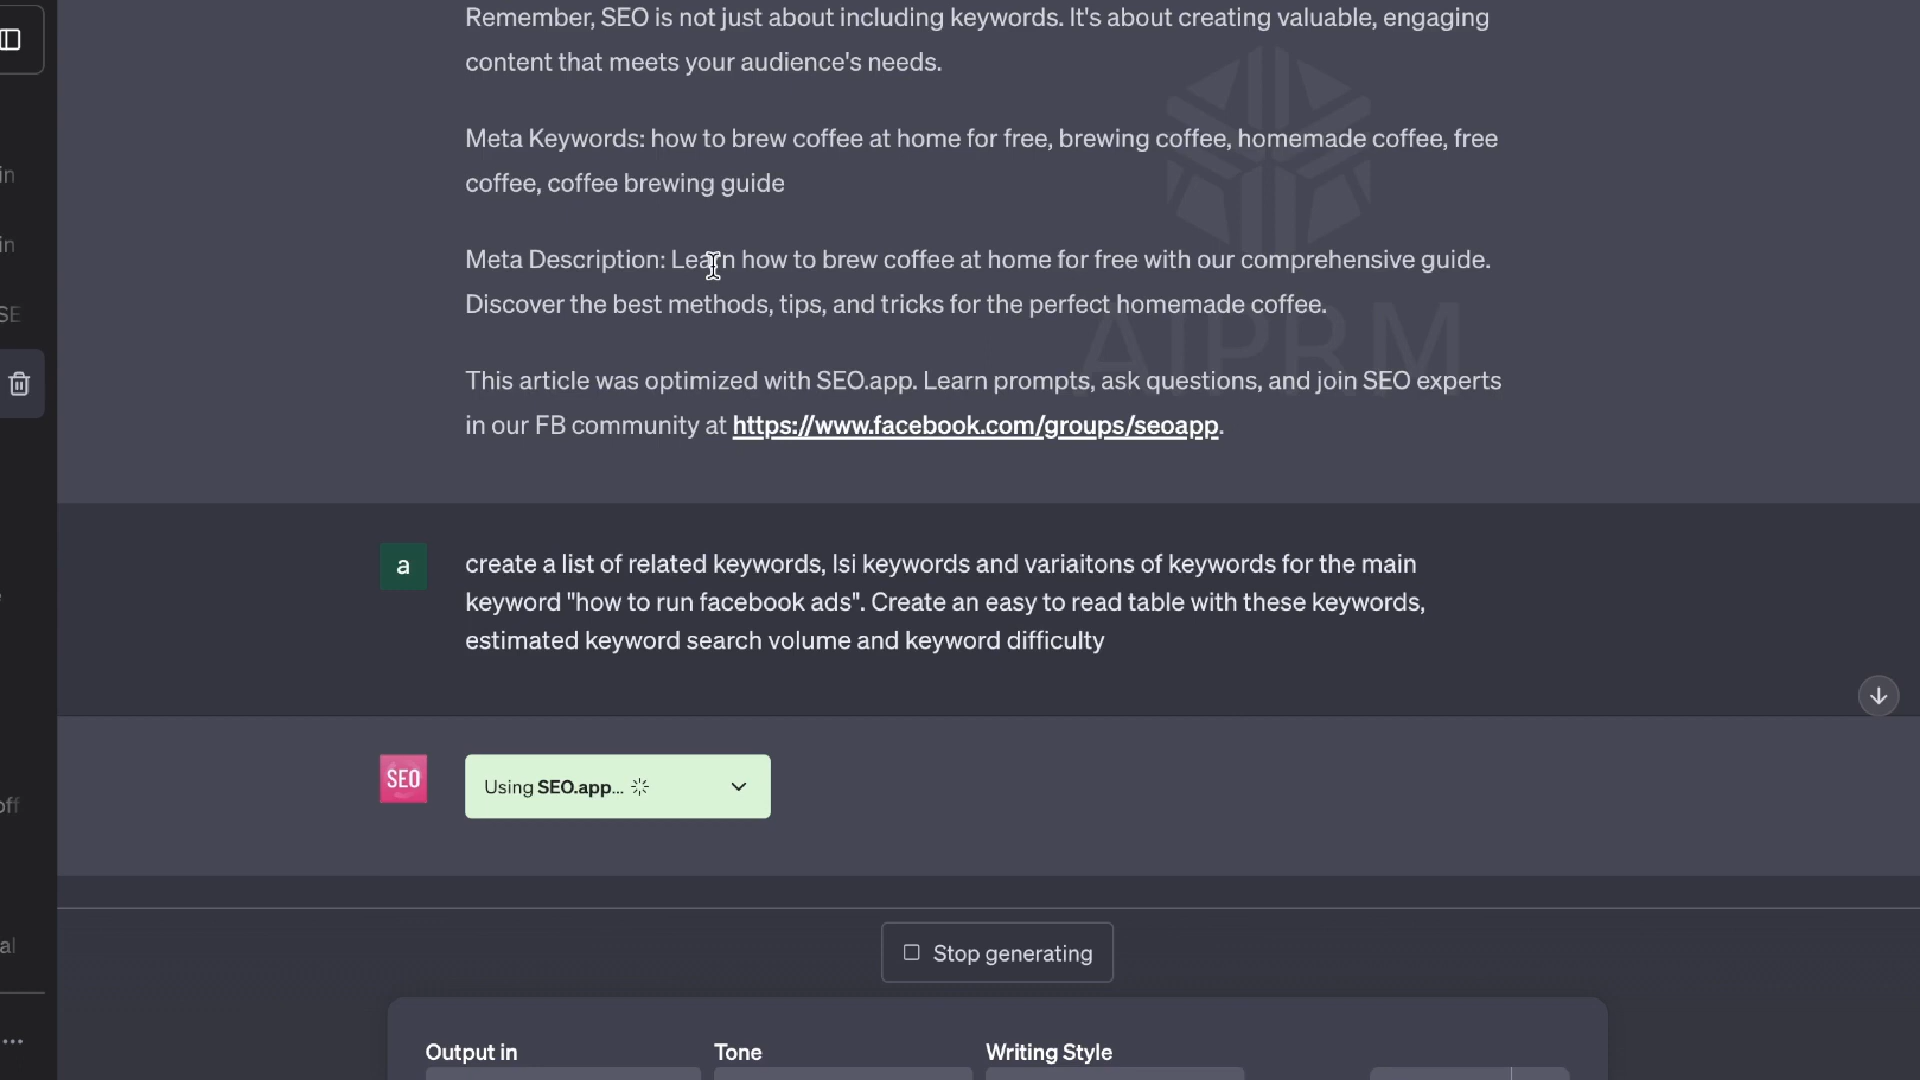 Remember, SEO is not just about including keywords. It's about creating valuable, engaging
content that meets your audience's needs.
Meta Keywords: how to brew coffee at home for free, brewing coffee, homemade coffee, free
coffee, coffee brewing guide
in
in
Meta Description: Learn how to brew coffee at home for free with our comprehensive guide.
Discover the best methods, tips, and tricks for the perfect homemade coffee.
SE
AIPRM
This article was optimized with SEO.app. Learn prompts, ask questions, and join SEO experts
in our FB community at https://www.facebook.com/groups/seoapp.
a
create a list of related keywords, lsi keywords and variaitons of keywords for the main
keyword "how to run facebook ads". Create an easy to read table with these keywords,
estimated keyword search volume and keyword difficulty
SEO
Using SEO.app...
off
al
Stop generating
...
Output in
Tone
Writing Style